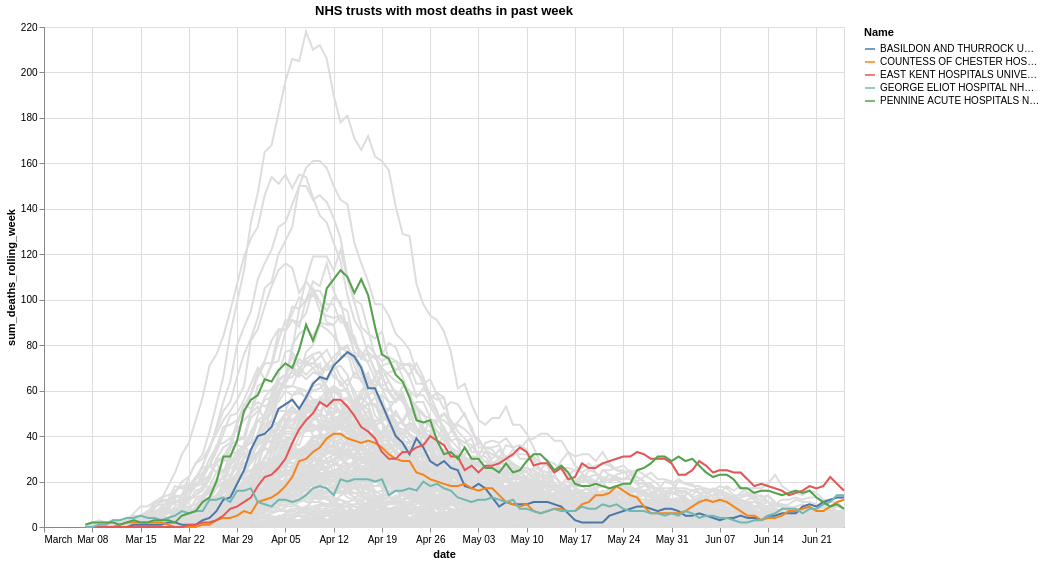 NHS trusts with most deaths in past week
220
200
180
160
140
120
100
80
60
40
20
0
sum_deaths_rolling_week
March Mar 08 Mar 15 Mar 22 Mar 29 Apr 05 Apr 12 Apr 19 Apr 26 May 03 May 10 May 17 May 24 May 31 Jun 07 Jun 14 Jun 21
date
Name
BASILDON AND THURROCK U…
COUNTESS OF CHESTER HOS…
EAST KENT HOSPITALS UNIVE…
GEORGE ELIOT HOSPITAL NH…
PENNINE ACUTE HOSPITALS N…